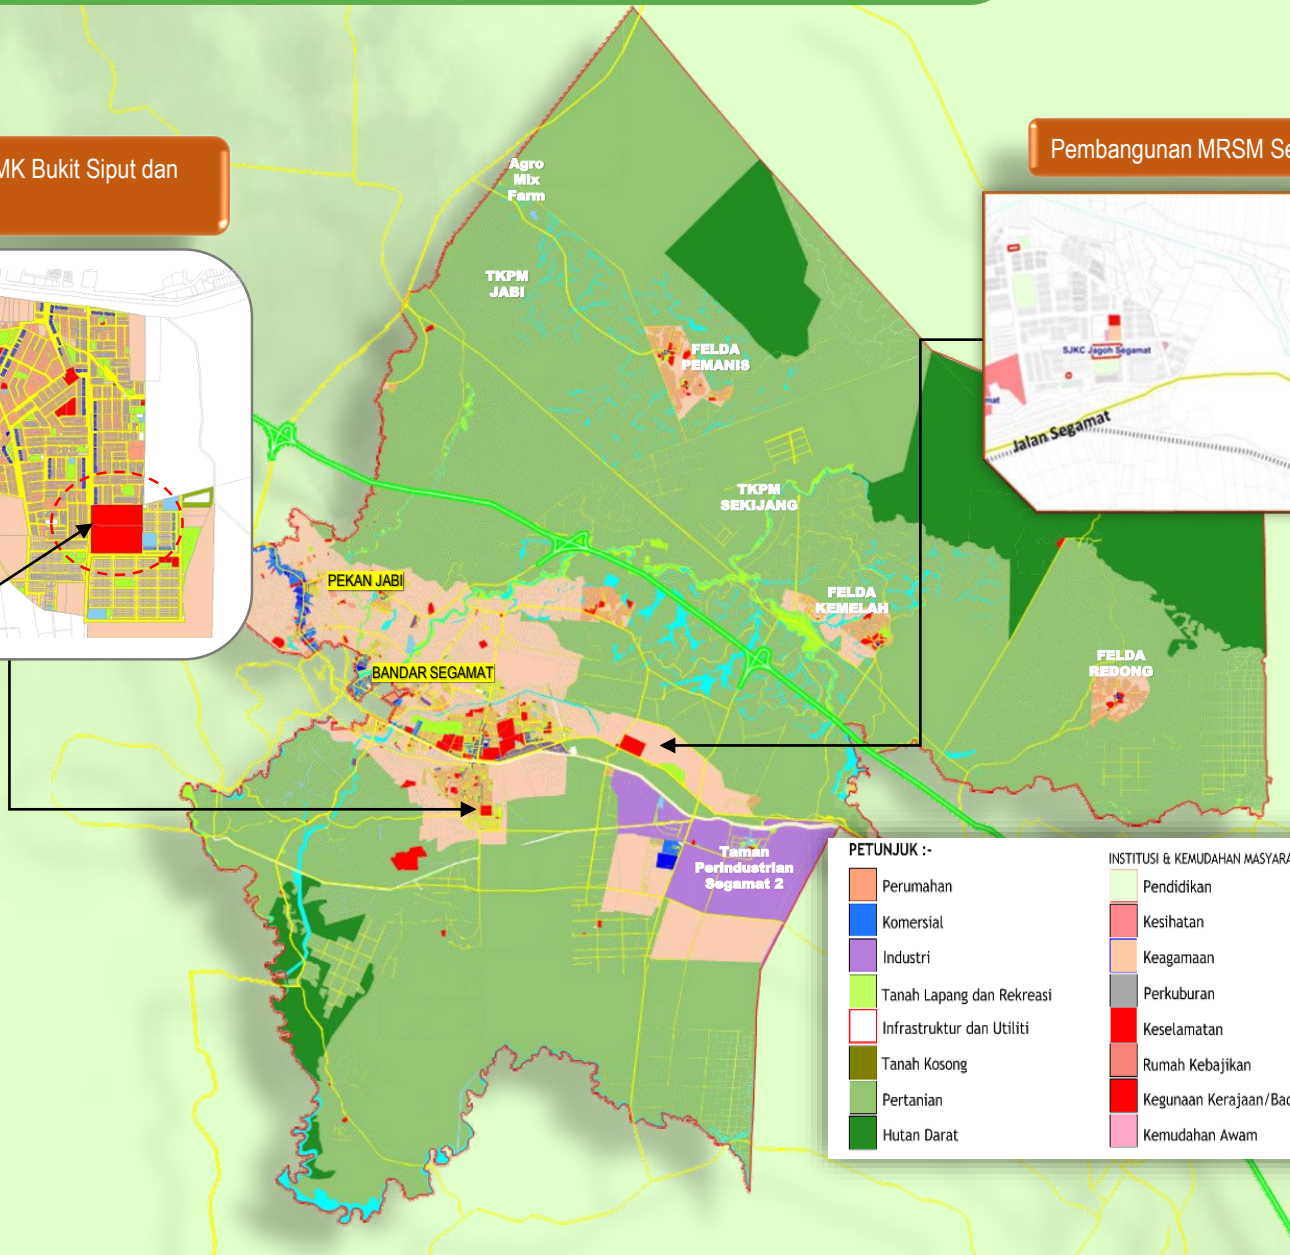 MK Bukit Siput dan
Pembangunan MRSM Se
SJKC Jagoh Segamat
mat
Jalan Segamat
Agro
Mix
Farm
TKPM
JABI
FELDA
PEMANIS
TKPM
SEKIJANG
FELDA
KEMELAH
FELDA
REDONG
PEKAN JABI
BANDAR SEGAMAT
Taman
Perindustrian
Segamat 2
PETUNJUK :-
Perumahan
Komersial
Industri
Tanah Lapang dan Rekreasi
Infrastruktur dan Utiliti
Tanah Kosong
Pertanian
Hutan Darat
INSTITUSI & KEMUDAHAN MASYARA
Pendidikan
Kesihatan
Keagamaan
Perkuburan
Keselamatan
Rumah Kebajikan
Kegunaan Kerajaan/Bad
Kemudahan Awam